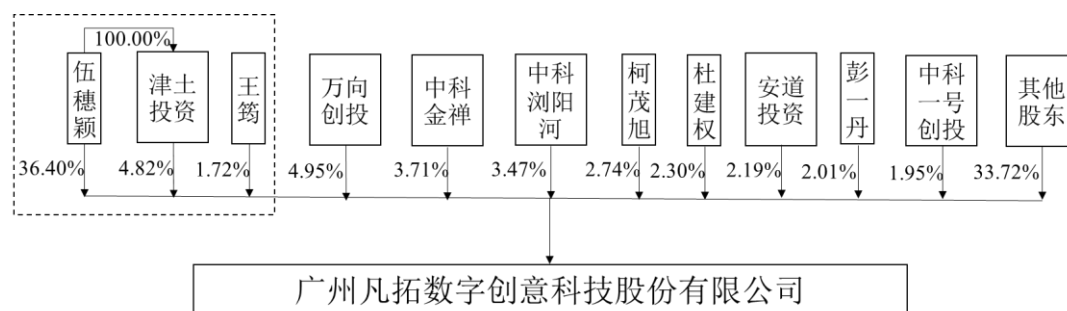 100.00%
伍穗颖
津土投资
王筠
万向创投
中科金禅
中科浏阳河
柯茂旭
杜建权
安道投资
彭一丹
中科一号创投
其他股东
36.40%
4.82%
1.72%
4.95%
3.71%
3.47%
2.74%
2.30%
2.19%
2.01%
1.95%
33.72%
广州凡拓数字创意科技股份有限公司